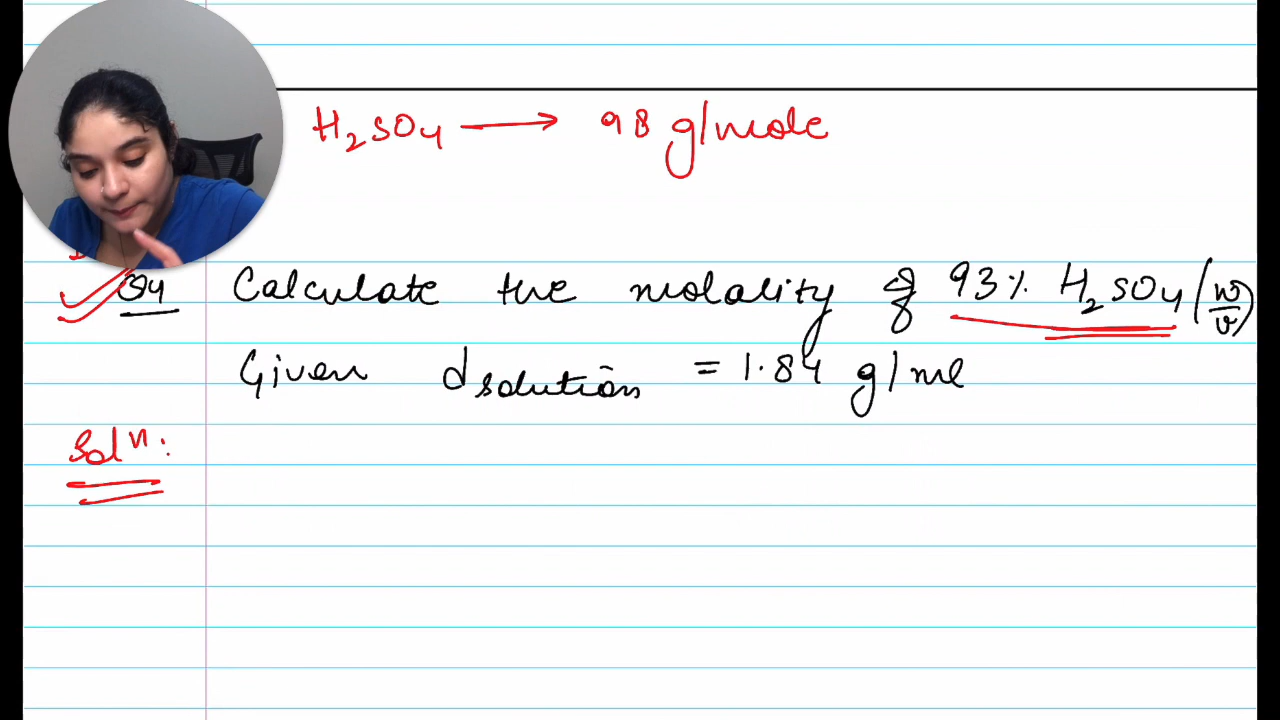 H₂SO₄ → 98 g/mole
Q4 Calculate the molality of 93% H₂SO₄ (w/v)
Given dsolution = 1.84 g/ml
Solⁿ: